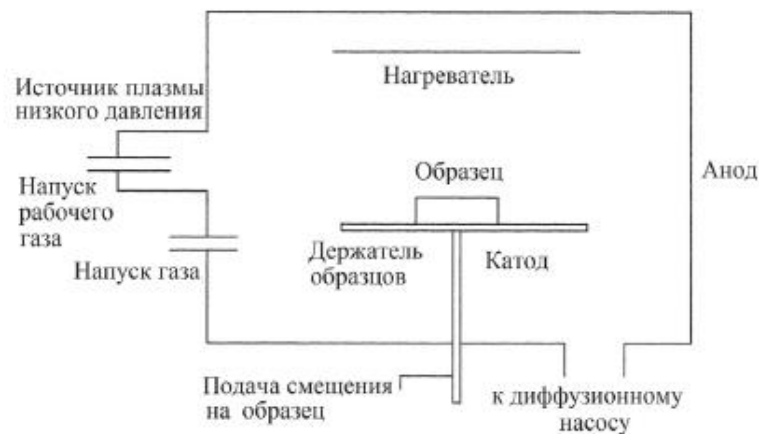 Нагреватель
Источник плазмы
низкого давления
Образец
Анод
Напуск
рабочего
газа
Держатель
образцов
Катод
Напуск газа
Подача смещения
на образец
к диффузионному
насосу